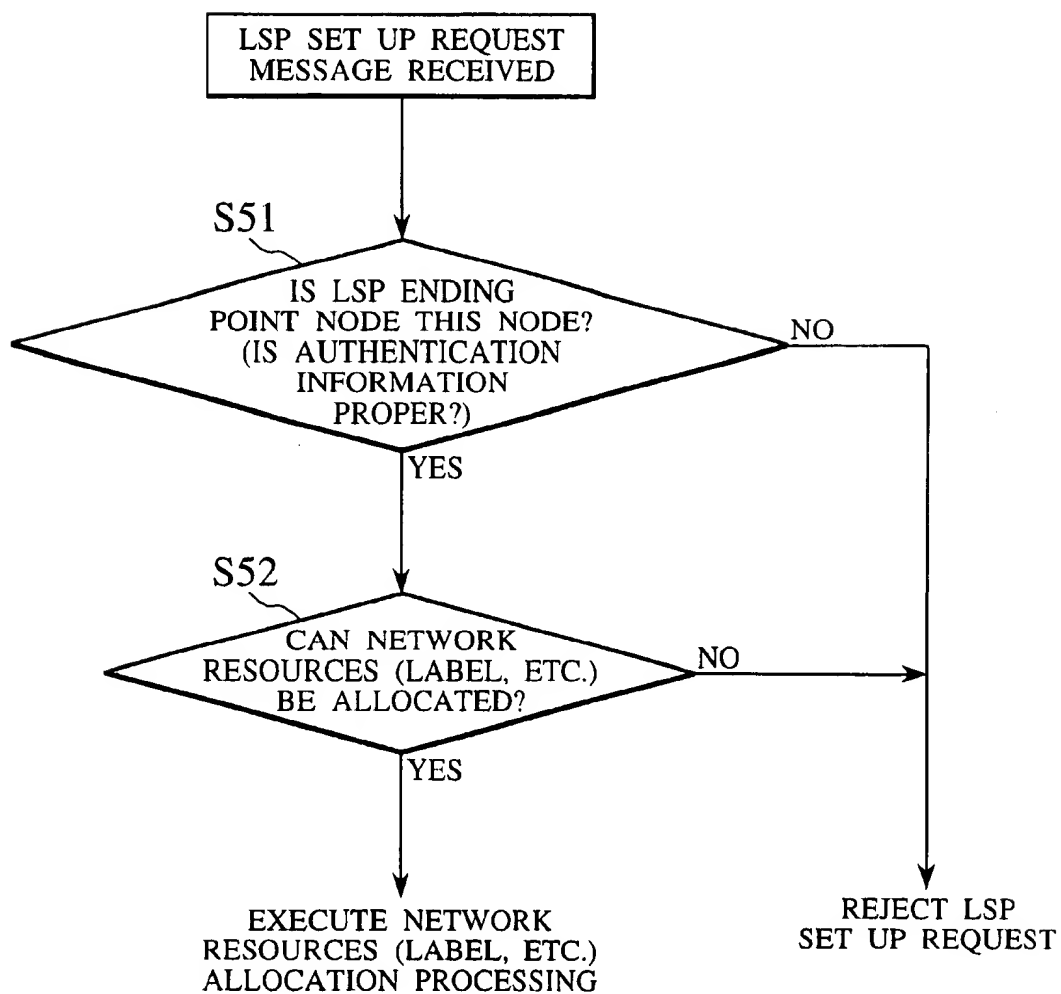 LSP SET UP REQUEST
MESSAGE RECEIVED
S51
IS LSP ENDING
POINT NODE THIS NODE?
(IS AUTHENTICATION
INFORMATION
PROPER?)
NO
YES
S52
CAN NETWORK
RESOURCES (LABEL, ETC.)
BE ALLOCATED?
NO
YES
EXECUTE NETWORK
RESOURCES (LABEL, ETC.)
ALLOCATION PROCESSING
REJECT LSP
SET UP REQUEST